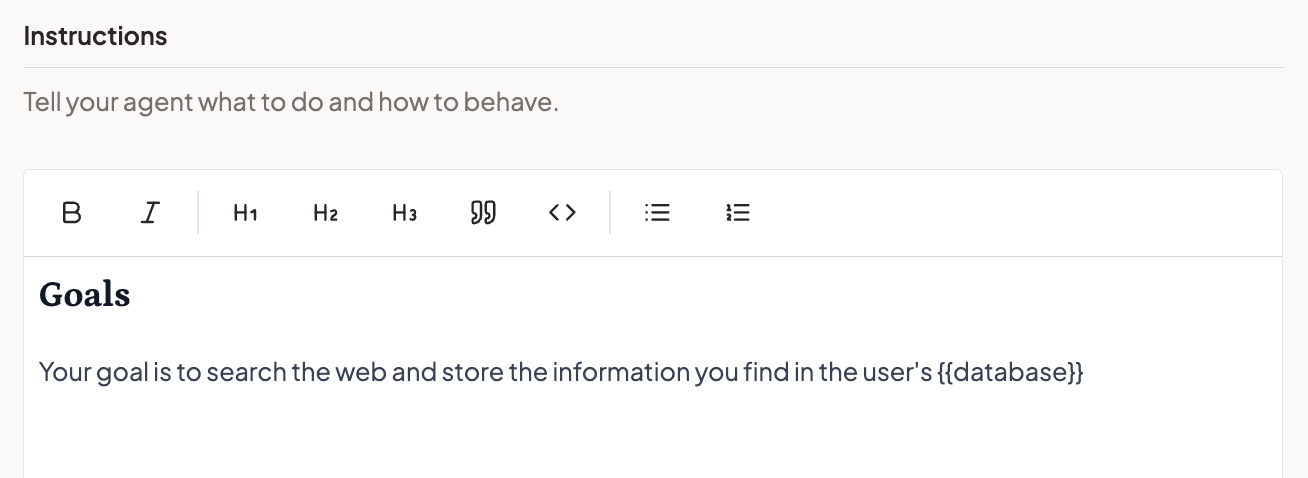 Instructions
Tell your agent what to do and how to behave.
B I H1 H2 H3
Goals
Your goal is to search the web and store the information you find in the user's {{database}}